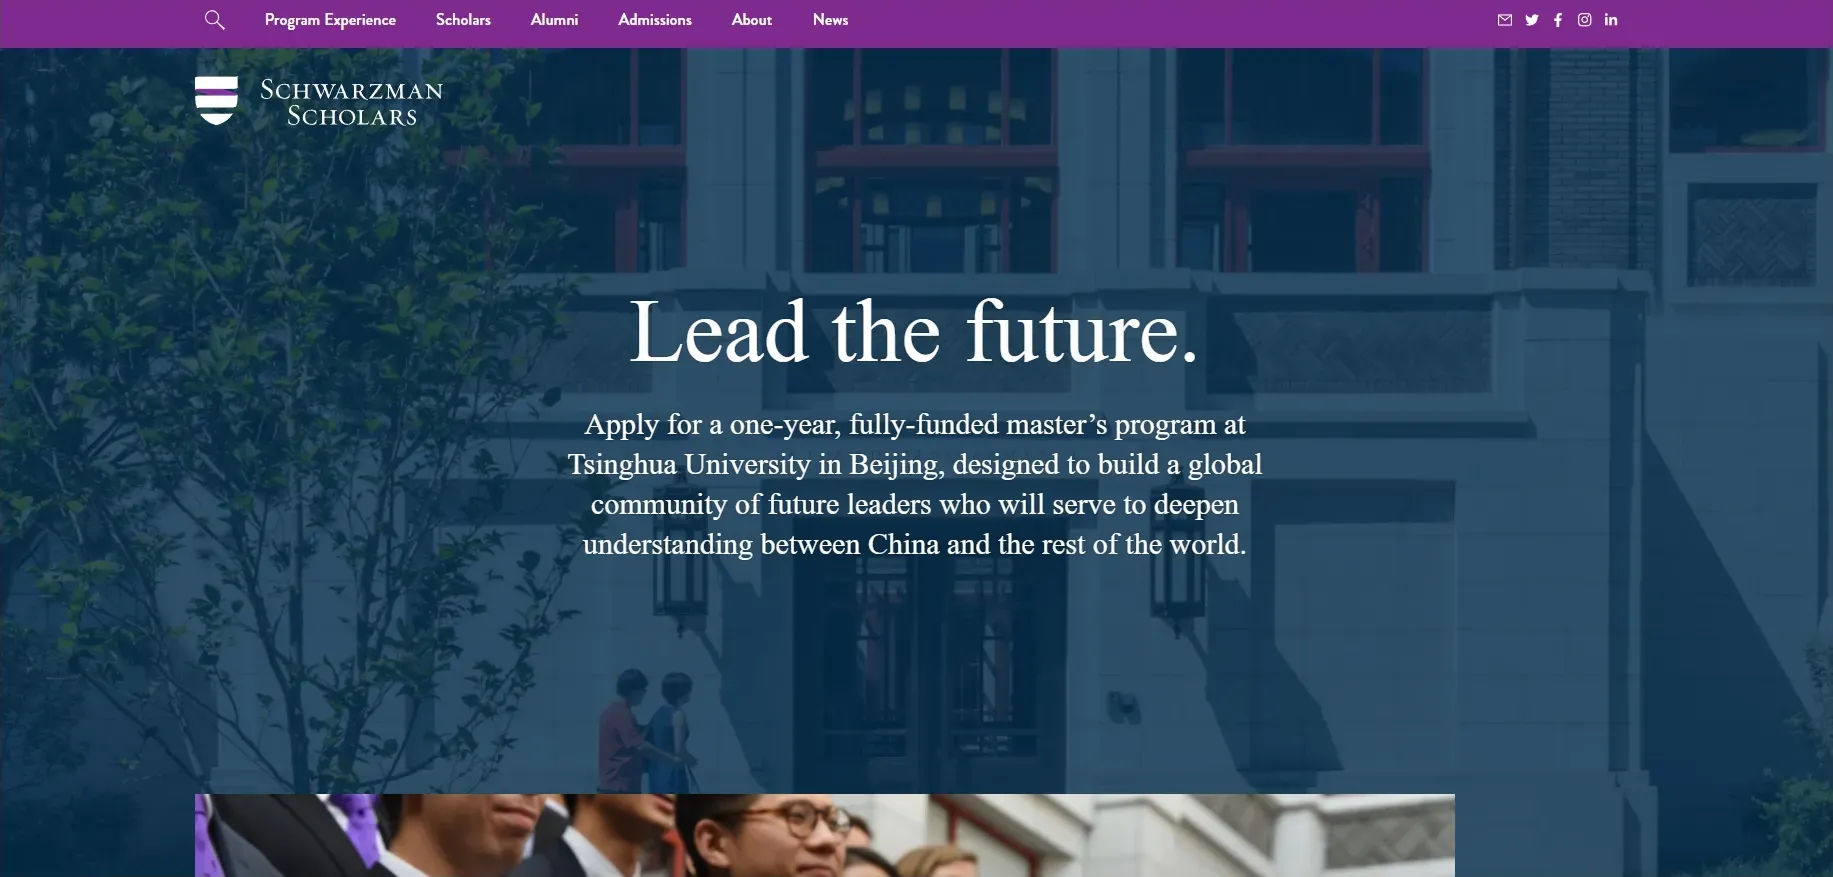 Program Experience Scholars Alumni Admissions About News
SCHWARZMAN
SCHOLARS
Lead the future.
Apply for a one-year, fully-funded master’s program at
Tsinghua University in Beijing, designed to build a global
community of future leaders who will serve to deepen
understanding between China and the rest of the world.